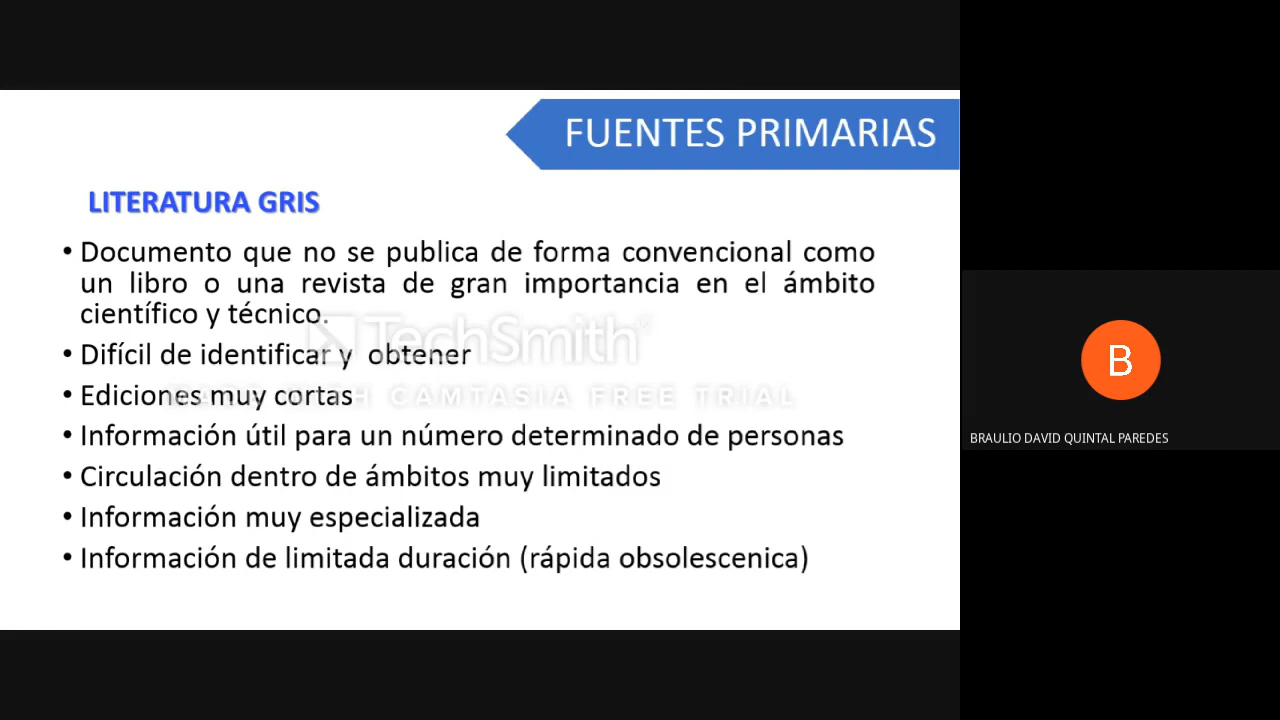 FUENTES PRIMARIAS
LITERATURA GRIS
• Documento que no se publica de forma convencional como
un libro o una revista de gran importancia en el ámbito
científico y técnico.
• Difícil de identificar y obtener
• Ediciones muy cortas
• Información útil para un número determinado de personas
• Circulación dentro de ámbitos muy limitados
• Información muy especializada
• Información de limitada duración (rápida obsolescenica)
TechSmith
MADE WITH CAMTASIA FREE TRIAL
B
BRAULIO DAVID QUINTAL PAREDES